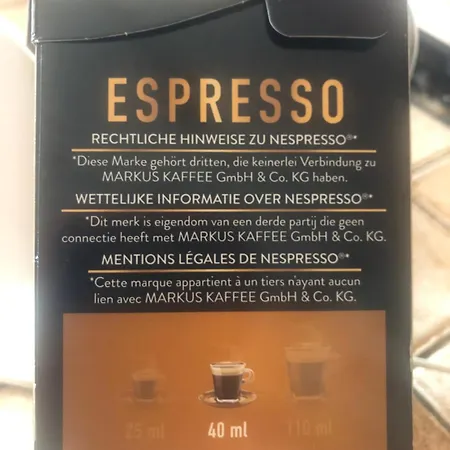 ESPRESSO
RECHTLICHE HINWEISE ZU NESPRESSO®*
*Diese Marke gehört dritten, die keinerlei Verbindung zu
MARKUS KAFFEE GmbH & Co. KG haben.
WETTELIJKE INFORMATIE OVER NESPRESSO®*
*Dit merk is eigendom van een derde partij die geen
connectie heeft met MARKUS KAFFEE GmbH & Co. KG.
MENTIONS LÉGALES DE NESPRESSO®*
*Cette marque appartient à un tiers n'ayant aucun
lien avec MARKUS KAFFEE GmbH & Co. KG.
25 ml 40 ml 110 ml